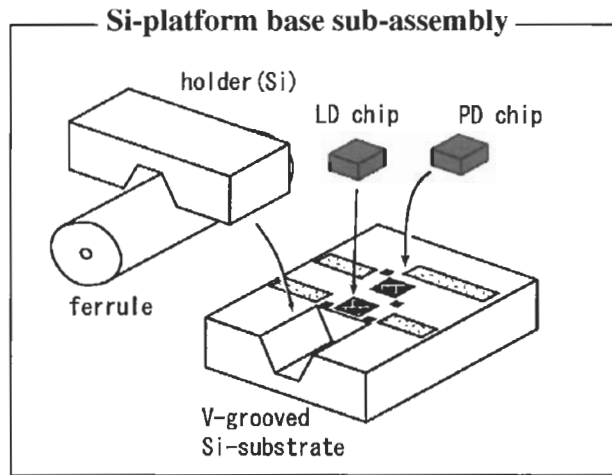 Si-platform base sub-assembly
holder(Si)
LD chip
PD chip
ferrule
V-grooved
Si-substrate